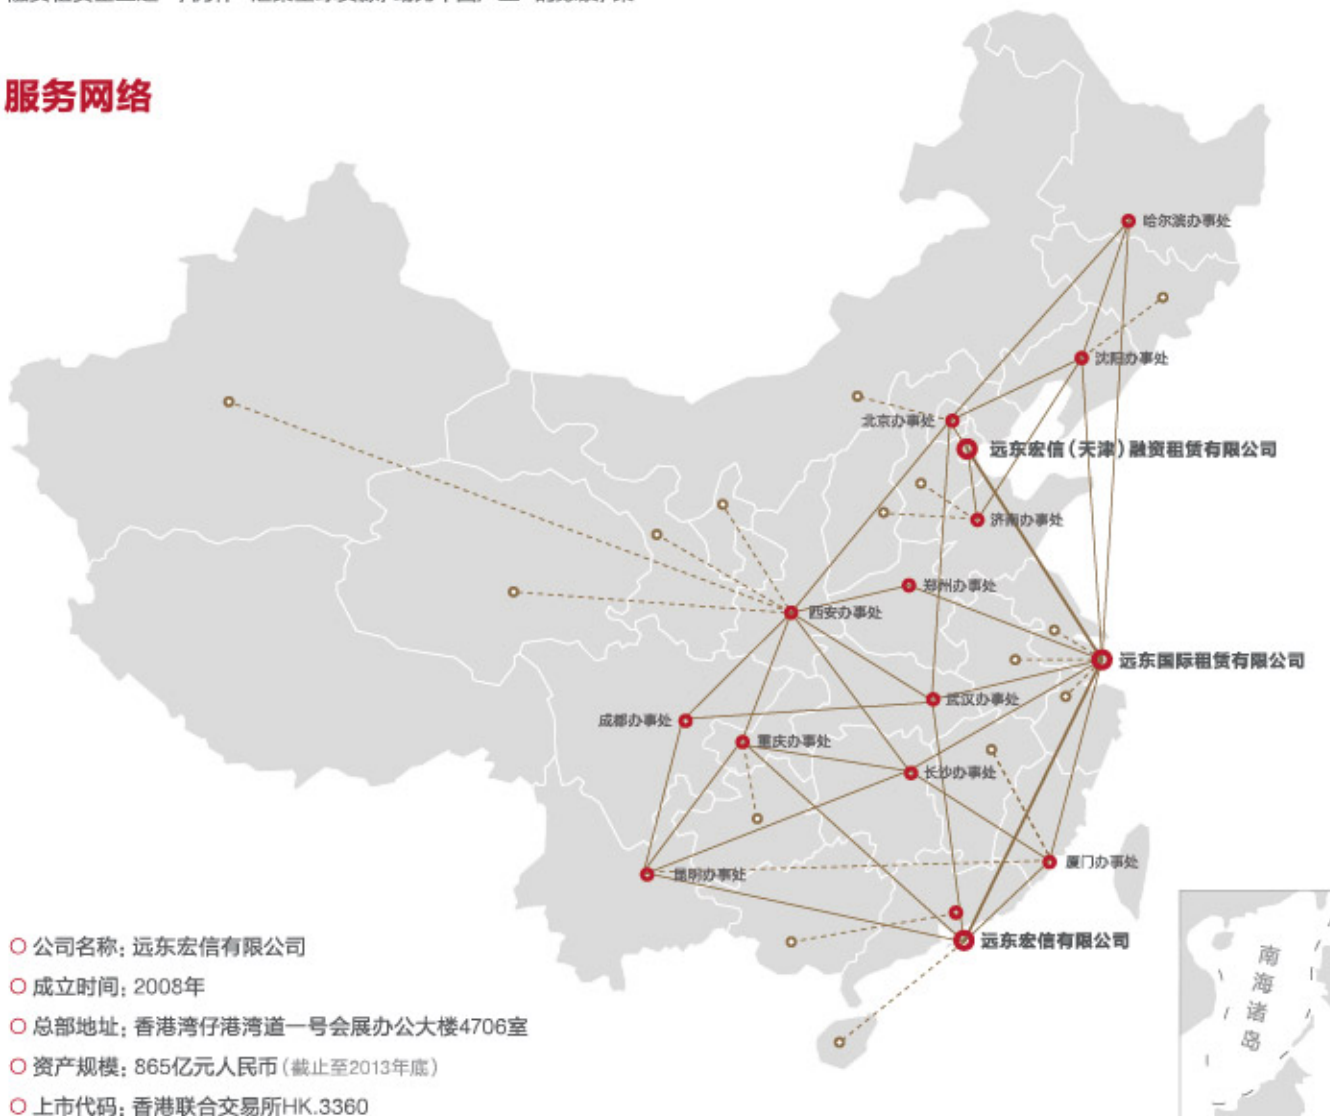 服务网络
哈尔滨办事处
沈阳办事处
北京办事处
远东宏信(天津)融资租赁有限公司
济南办事处
郑州办事处
西安办事处
远东国际租赁有限公司
武汉办事处
成都办事处
重庆办事处
长沙办事处
厦门办事处
昆明办事处
远东宏信有限公司
公司名称: 远东宏信有限公司
成立时间: 2008年
总部地址: 香港湾仔港湾道一号会展办公大楼4706室
资产规模: 865亿元人民币(截止至2013年底)
上市代码: 香港联合交易所HK.3360
南海诸岛